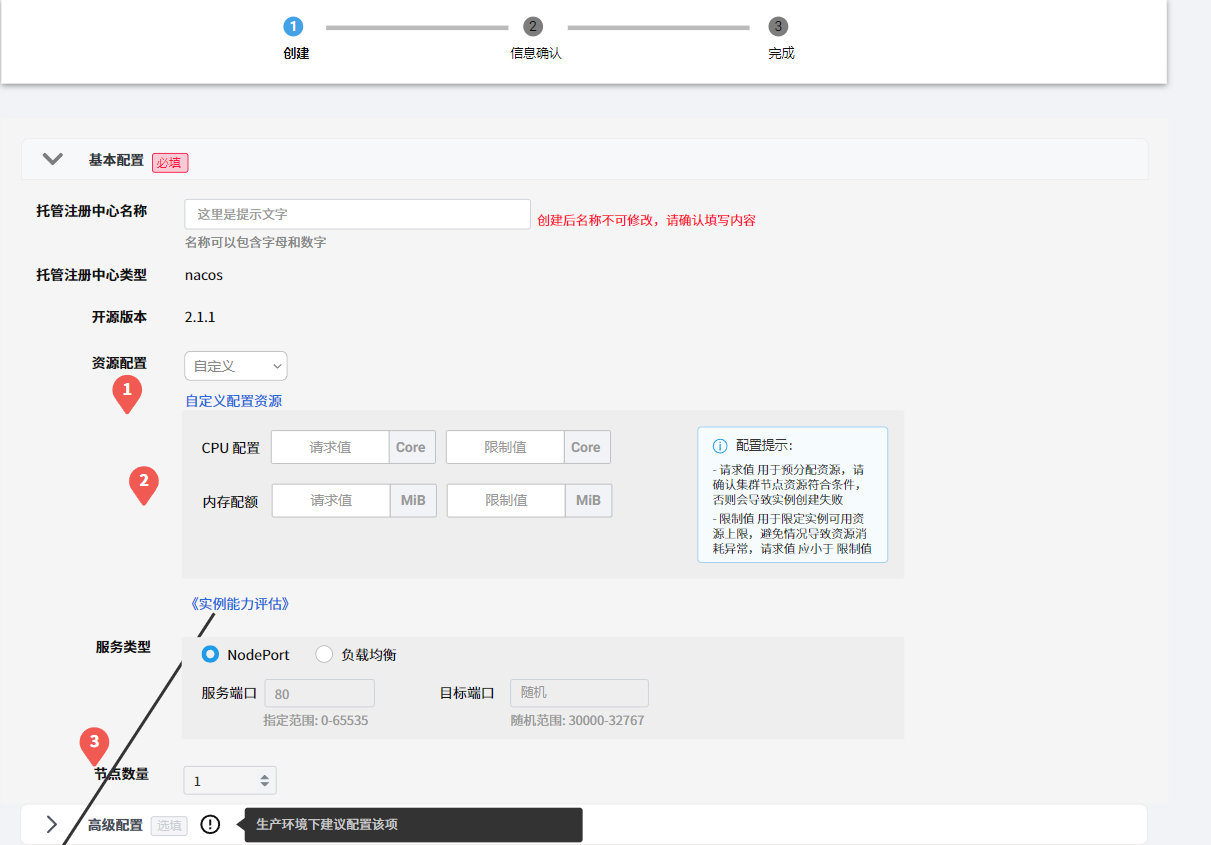 1 2 3
创建 信息确认 完成
基本配置 必填
托管注册中心名称 这里是提示文字 创建后名称不可修改，请确认填写内容
名称可以包含字母和数字
托管注册中心类型 nacos
开源版本 2.1.1
资源配置 自定义
1
自定义配置资源
CPU 配置 请求值 Core 限制值 Core
2
内存配额 请求值 MiB 限制值 MiB
配置提示:
- 请求值 用于预分配资源，请
确认集群节点资源符合条件，
否则会导致实例创建失败
- 限制值 用于限定实例可用资
源上限，避免情况导致资源消
耗异常，请求值 应小于 限制值
《实例能力评估》
服务类型 NodePort 负载均衡
服务端口 80 目标端口 随机
指定范围: 0-65535 随机范围: 30000-32767
3
节点数量 1
高级配置 选填 生产环境下建议配置该项